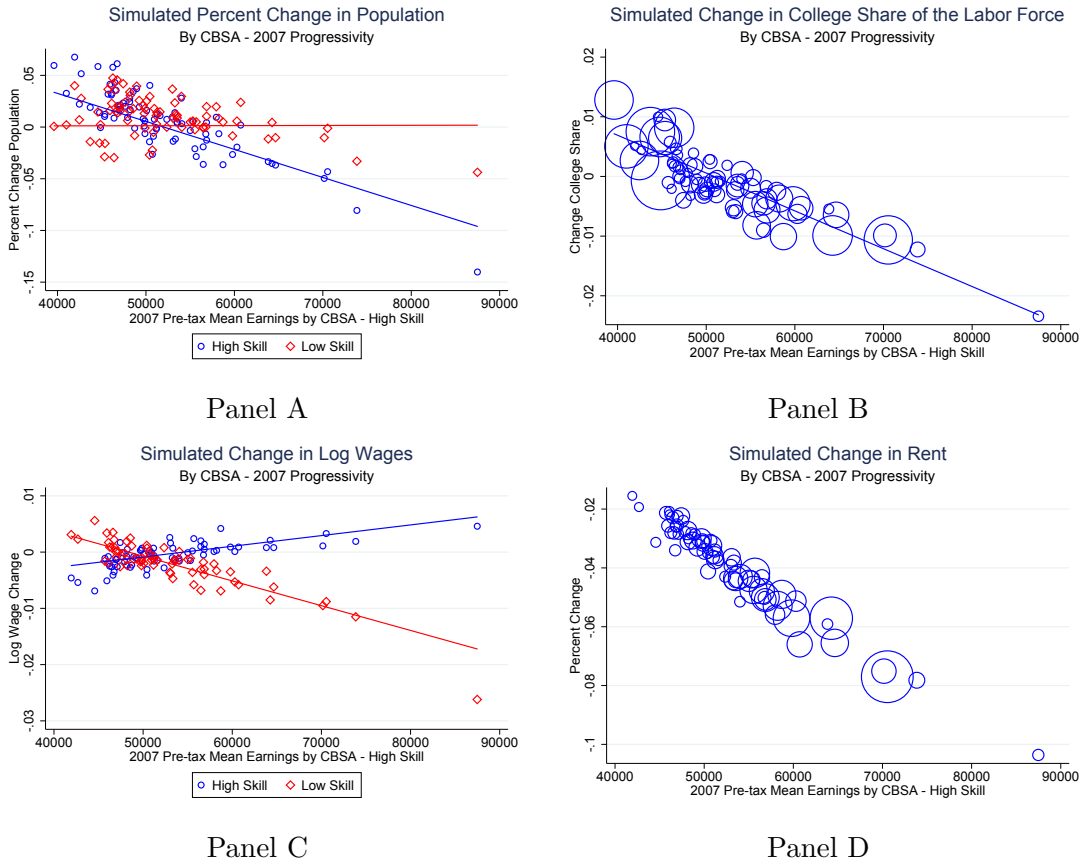 Simulated Percent Change in Population
By CBSA - 2007 Progressivity
Percent Change Population
.05
0
-.05
-.1
-.15
40000 50000 60000 70000 80000 90000
2007 Pre-tax Mean Earnings by CBSA - High Skill
High Skill Low Skill
Panel A
Simulated Change in College Share of the Labor Force
By CBSA - 2007 Progressivity
Change College Share
.02
.01
0
-.01
-.02
40000 50000 60000 70000 80000 90000
2007 Pre-tax Mean Earnings by CBSA - High Skill
Panel B
Simulated Change in Log Wages
By CBSA - 2007 Progressivity
Log Wage Change
.01
0
-.01
-.02
-.03
40000 50000 60000 70000 80000 90000
2007 Pre-tax Mean Earnings by CBSA - High Skill
High Skill Low Skill
Panel C
Simulated Change in Rent
By CBSA - 2007 Progressivity
Percent Change
-.02
-.04
-.06
-.08
-.1
40000 50000 60000 70000 80000 90000
2007 Pre-tax Mean Earnings by CBSA - High Skill
Panel D